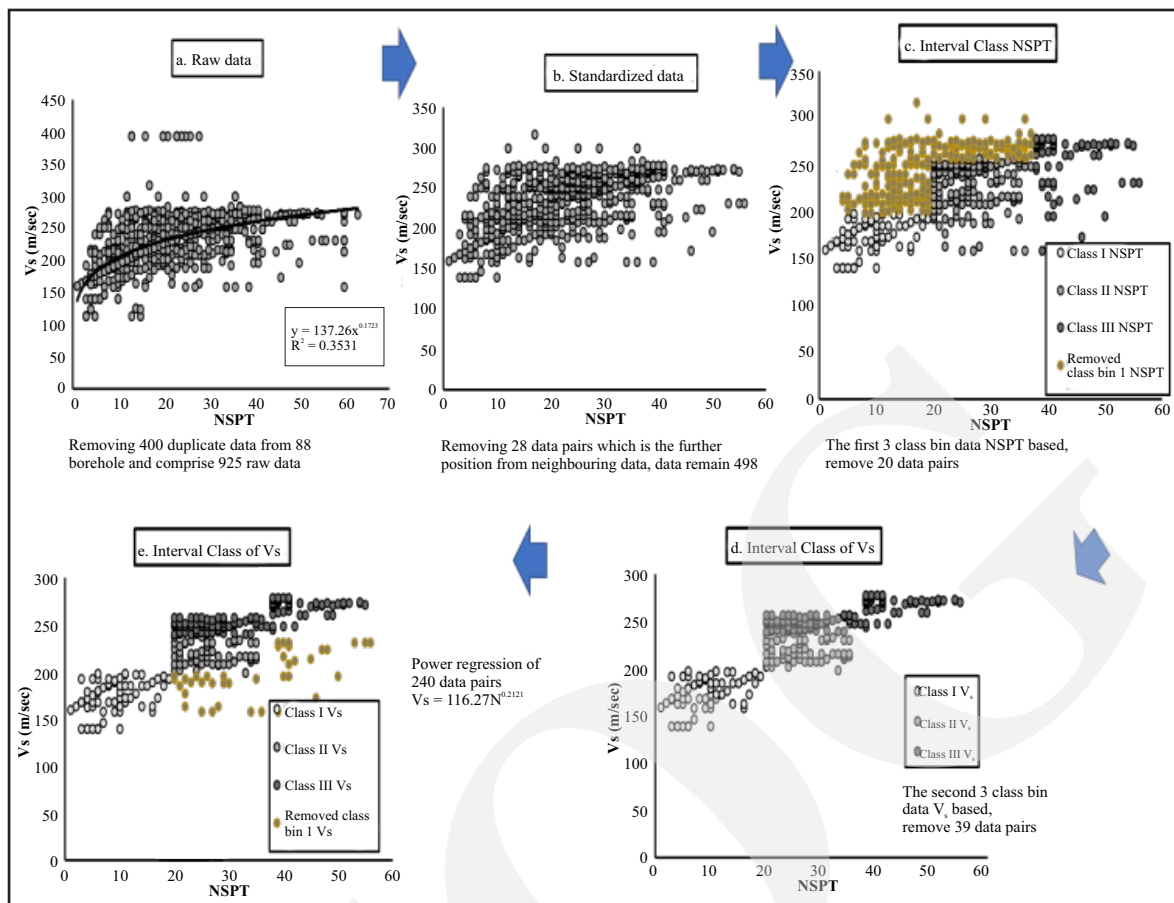 a. Raw data
450
400
350
300
250
200
150
100
50
0
Vs (m/sec)
y = 137.26x^0.1723
R² = 0.3531
0 10 20 30 40 50 60 70
NSPT
Removing 400 duplicate data from 88
borehole and comprise 925 raw data
b. Standardized data
350
300
250
200
150
100
50
0
Vs (m/sec)
0 10 20 30 40 50 60
NSPT
Removing 28 data pairs which is the further
position from neighbouring data, data remain 498
c. Interval Class NSPT
350
300
250
200
150
100
50
0
Vs (m/sec)
Class I NSPT
Class II NSPT
Class III NSPT
Removed
class bin 1 NSPT
0 10 20 30 40 50 60
NSPT
The first 3 class bin data NSPT based,
remove 20 data pairs
e. Interval Class of Vs
300
250
200
150
100
50
0
Vs (m/sec)
Class I Vs
Class II Vs
Class III Vs
Removed class
bin 1 Vs
0 10 20 30 40 50 60
NSPT
Power regression of
240 data pairs
Vs = 116.27N^0.2121
d. Interval Class of Vs
300
250
200
150
100
50
0
Vs (m/sec)
Class I Vs
Class II Vs
Class III Vs
0 10 20 30 40 50 60
NSPT
The second 3 class bin
data Vs based,
remove 39 data pairs